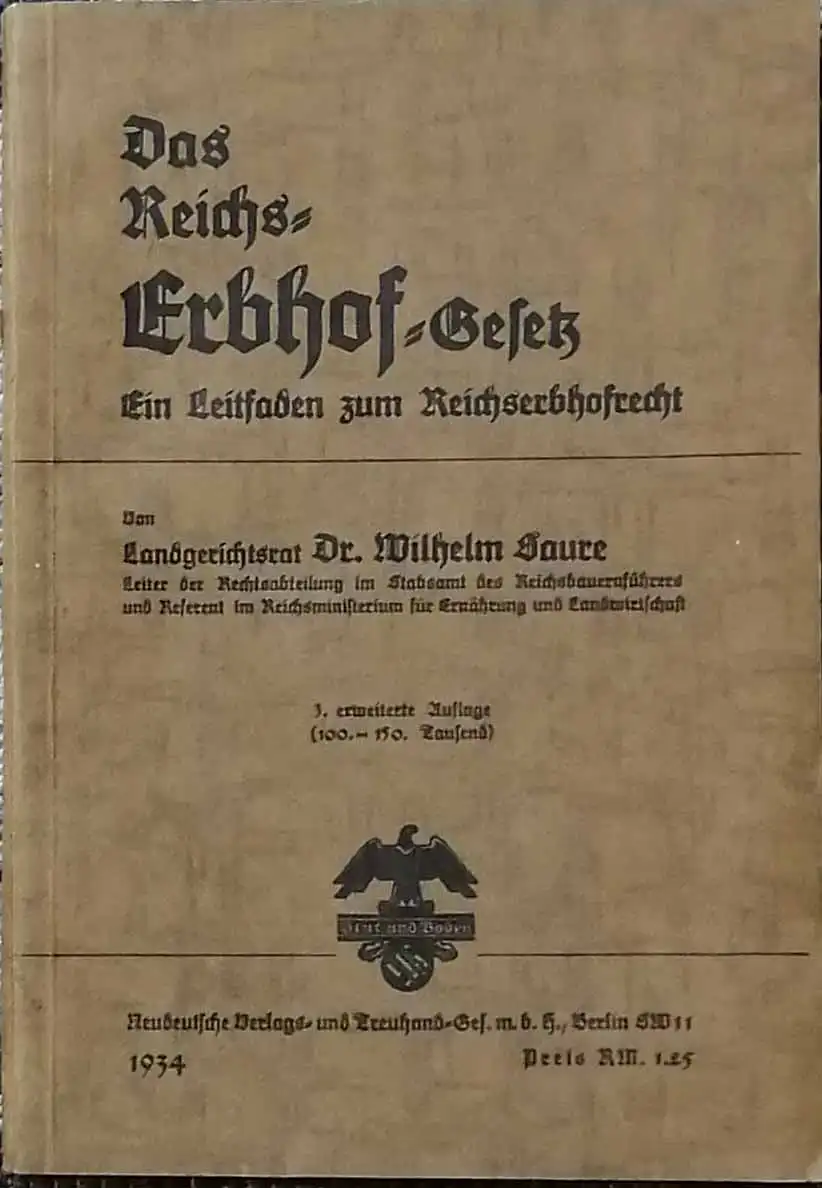 Das
Reichs-
Erbhof-Gesetz
Ein Leitfaden zum Reichserbhofrecht
Von
Landgerichtsrat Dr. Wilhelm Saure
Leiter der Rechtsabteilung im Stabsamt des Reichsbauernführers
und Referent im Reichsministerium für Ernährung und Landwirtschaft
3. erweiterte Auflage
(100.– 150. Tausend)
Blut und Boden
Neudeutsche Verlags- und Treuhand-Ges. m. b. H., Berlin SW 11
1934 Preis RM. 1.25